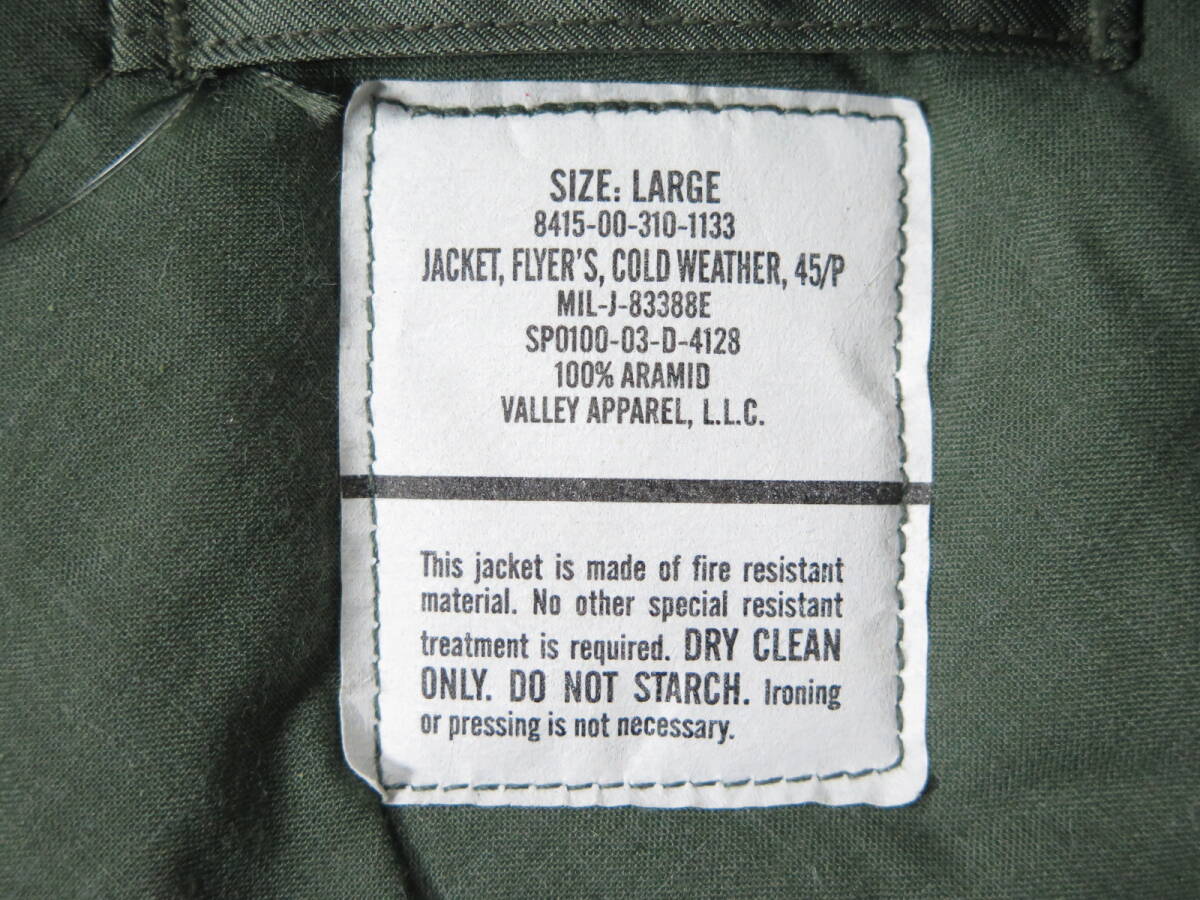 SIZE: LARGE
8415-00-310-1133
JACKET, FLYER'S, COLD WEATHER, 45/P
MIL-J-83388E
SP0100-03-D-4128
100% ARAMID
VALLEY APPAREL, L.L.C.
This jacket is made of fire resistant
material. No other special resistant
treatment is required. DRY CLEAN
ONLY. DO NOT STARCH. Ironing
or pressing is not necessary.